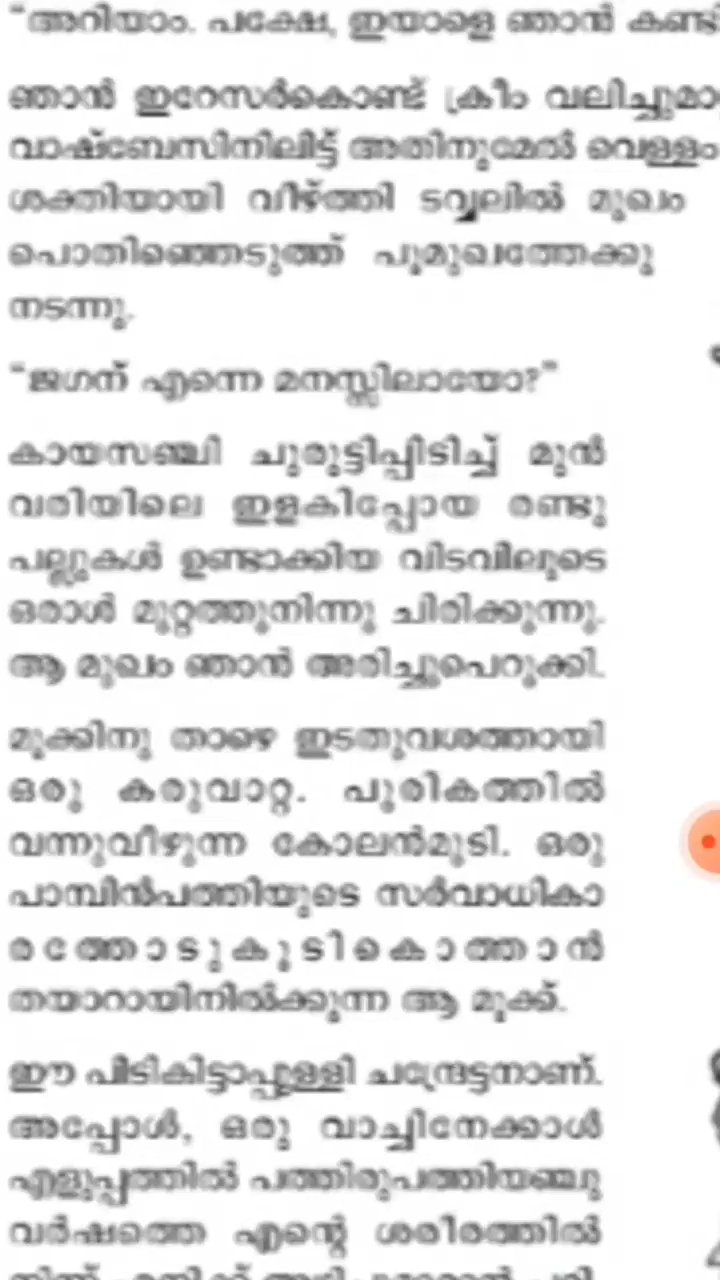 “അറിയാം. പക്ഷേ, ഇയാളെ ഞാൻ
ഞാൻ ഇറേസർകൊണ്ട് ക്രീം
വാഷ്ബേസിനിലിട്ട് അതിനുമേൽ വെള്ളം
ശക്തിയായി വീഴ്ത്തി ടവ്വലിൽ മുഖം
പൊതിഞ്ഞെടുത്ത് പൂമുഖത്തേക്കു
നടന്നു.
“ജഗന് എന്നെ മനസ്സിലായോ?”
കായസഞ്ചി ചുരുട്ടിപ്പിടിച്ച് മുൻ
വരിയിലെ ഇളകിപ്പോയ രണ്ടു
പല്ലുകൾ ഉണ്ടാക്കിയ വിടവിലൂടെ
ഒരാൾ മുറ്റത്തുനിന്നു ചിരിക്കുന്നു.
ആ മുഖം ഞാൻ അരിച്ചുപെറുക്കി.
മൂക്കിനു താഴെ ഇടതുവശത്തായി
ഒരു കരുവാറ്റ. പുരികത്തിൽ
വന്നുവീഴുന്ന കോലൻമുടി. ഒരു
പാമ്പിൻപത്തിയുടെ സർവാധികാ
രത്തോടുകൂടികൊത്താൻ
തയാറായിനിൽക്കുന്ന ആ മൂക്ക്.
ഈ പിടികിട്ടാപ്പുള്ളി ചന്ദ്രേട്ടനാണ്.
അപ്പോൾ, ഒരു വാച്ചിനേക്കാൾ
എളുപ്പത്തിൽ പത്തിരുപത്തിയഞ്ചു
വർഷത്തെ എന്റെ ശരീരത്തിൽ